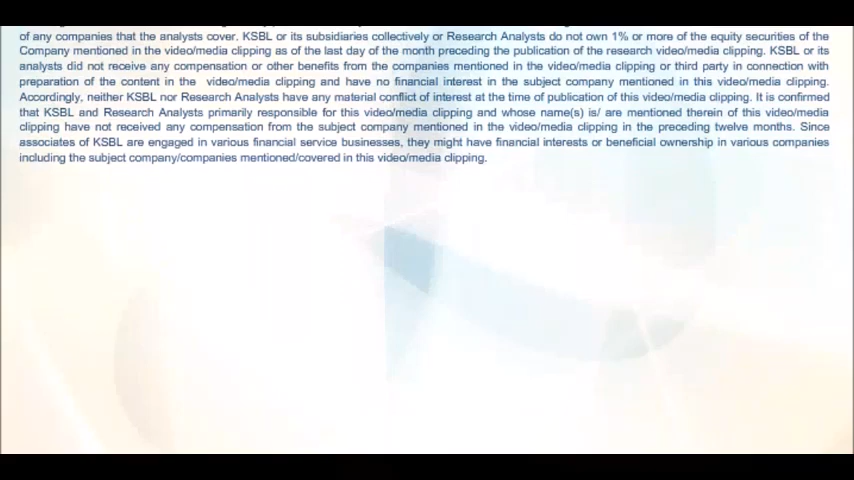 of any companies that the analysts cover. KSBL or its subsidiaries collectively or Research Analysts do not own 1% or more of the equity securities of the
Company mentioned in the video/media clipping as of the last day of the month preceding the publication of the research video/media clipping. KSBL or its
analysts did not receive any compensation or other benefits from the companies mentioned in the video/media clipping or third party in connection with
preparation of the content in the video/media clipping and have no financial interest in the subject company mentioned in this video/media clipping.
Accordingly, neither KSBL nor Research Analysts have any material conflict of interest at the time of publication of this video/media clipping. It is confirmed
that KSBL and Research Analysts primarily responsible for this video/media clipping and whose name(s) is/ are mentioned therein of this video/media
clipping have not received any compensation from the subject company mentioned in the video/media clipping in the preceding twelve months. Since
associates of KSBL are engaged in various financial service businesses, they might have financial interests or beneficial ownership in various companies
including the subject company/companies mentioned/covered in this video/media clipping.